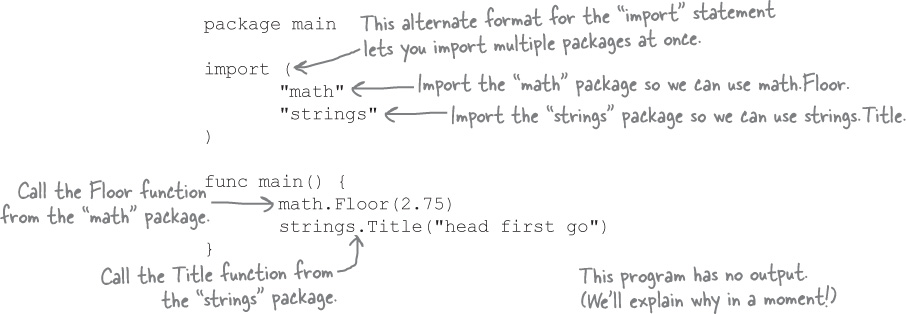 package main
This alternate format for the “import” statement
lets you import multiple packages at once.
import (
"math"
Import the “math” package so we can use math.Floor.
"strings"
Import the “strings” package so we can use strings.Title.
)
func main() {
Call the Floor function
from the “math” package.
math.Floor(2.75)
strings.Title("head first go")
}
Call the Title function from
the “strings” package.
This program has no output.
(We’ll explain why in a moment!)